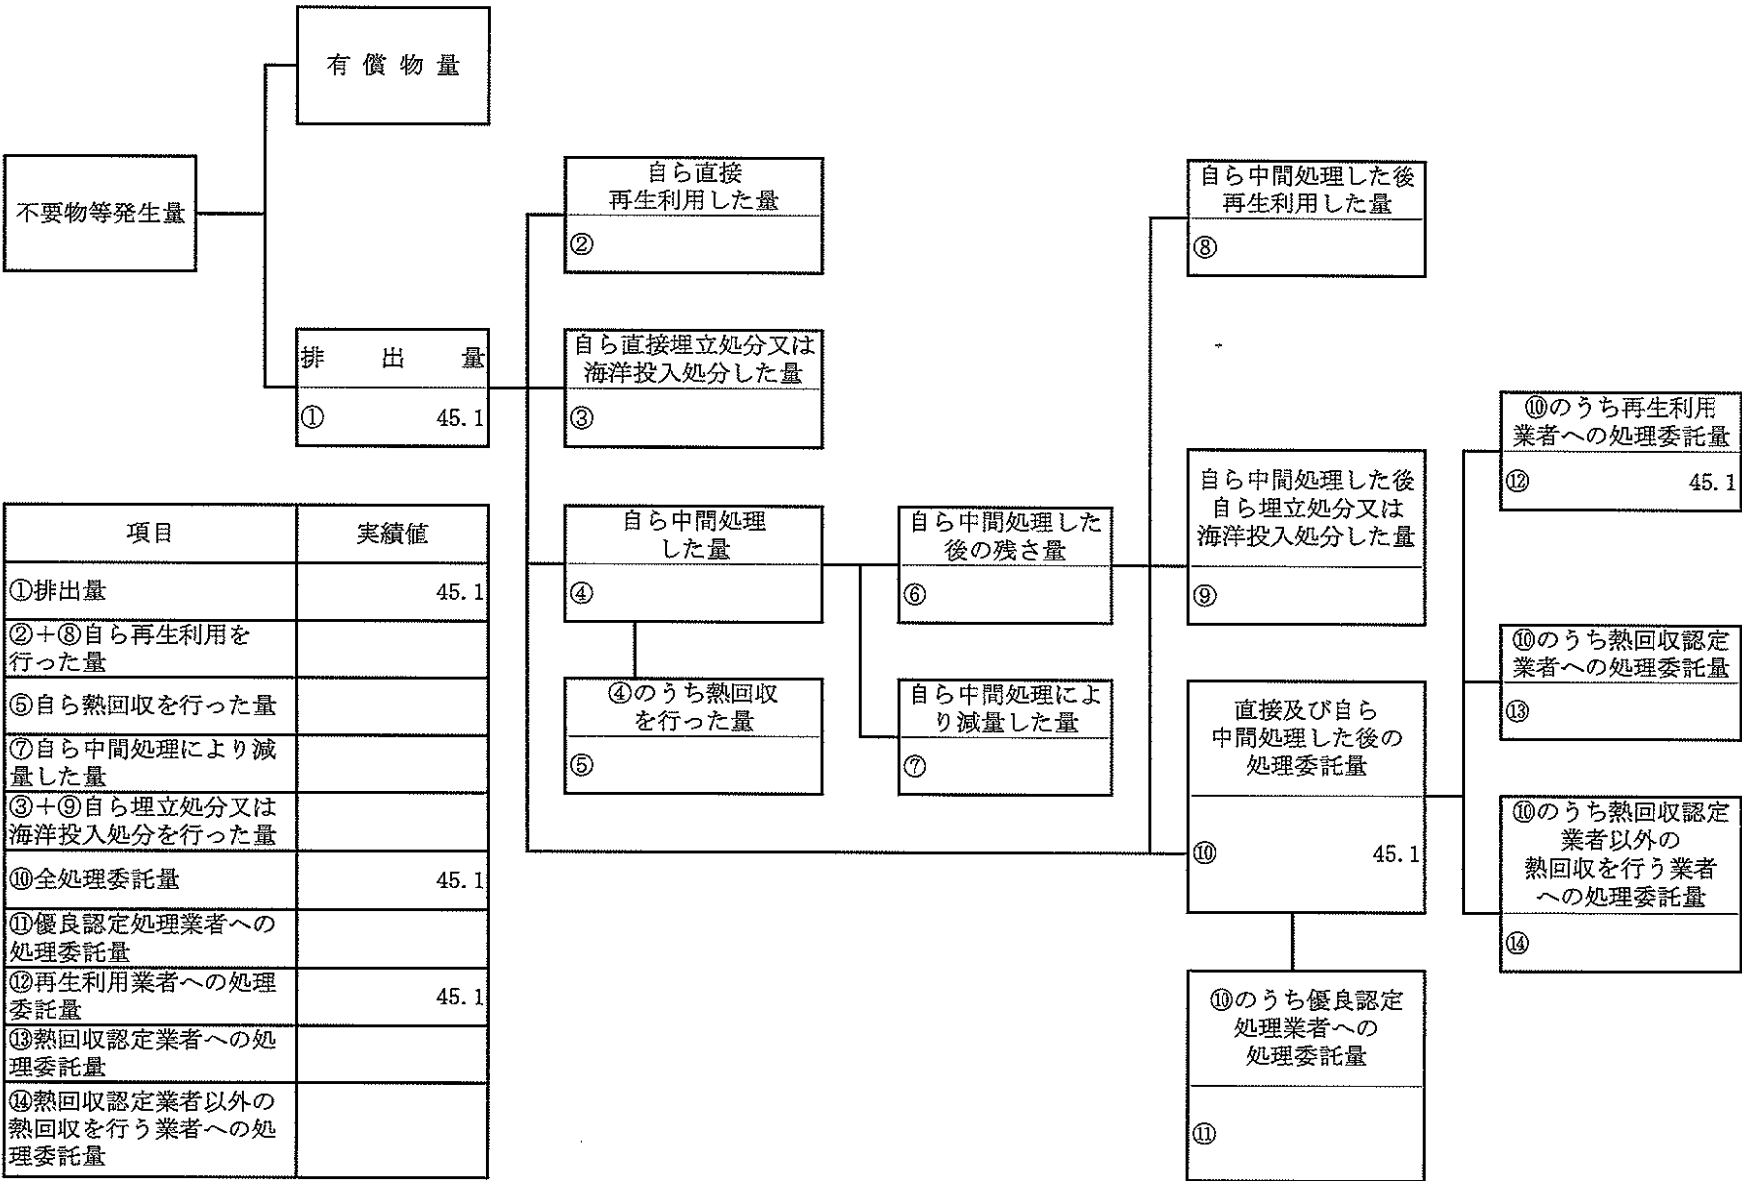 有償物量
不要物等発生量
排出量
① 45.1
自ら直接
再生利用した量
②
自ら直接埋立処分又は
海洋投入処分した量
③
自ら中間処理
した量
④
④のうち熱回収
を行った量
⑤
自ら中間処理した
後の残さ量
⑥
自ら中間処理によ
り減量した量
⑦
自ら中間処理した後
再生利用した量
⑧
自ら中間処理した後
自ら埋立処分又は
海洋投入処分した量
⑨
直接及び自ら
中間処理した後の
処理委託量
⑩ 45.1
⑩のうち優良認定
処理業者への
処理委託量
⑪
⑩のうち再生利用
業者への処理委託量
⑫ 45.1
⑩のうち熱回収認定
業者への処理委託量
⑬
⑩のうち熱回収認定
業者以外の
熱回収を行う業者
への処理委託量
⑭
項目 実績値
①排出量 45.1
②+⑧自ら再生利用を
行った量
⑤自ら熱回収を行った量
⑦自ら中間処理により減
量した量
③+⑨自ら埋立処分又は
海洋投入処分を行った量
⑩全処理委託量 45.1
⑪優良認定処理業者への
処理委託量
⑫再生利用業者への処理
委託量 45.1
⑬熱回収認定業者への処
理委託量
⑭熱回収認定業者以外の
熱回収を行う業者への処
理委託量